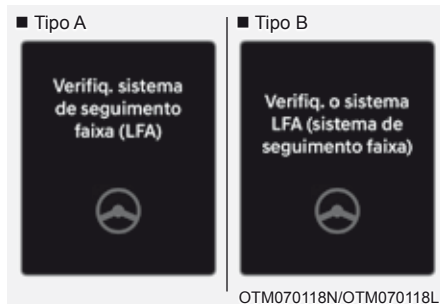 ■ Tipo A
Verifiq. sistema
de seguimento
faixa (LFA)
■ Tipo B
Verifiq. o sistema
LFA (sistema de
seguimento faixa)
OTM070118N/OTM070118L